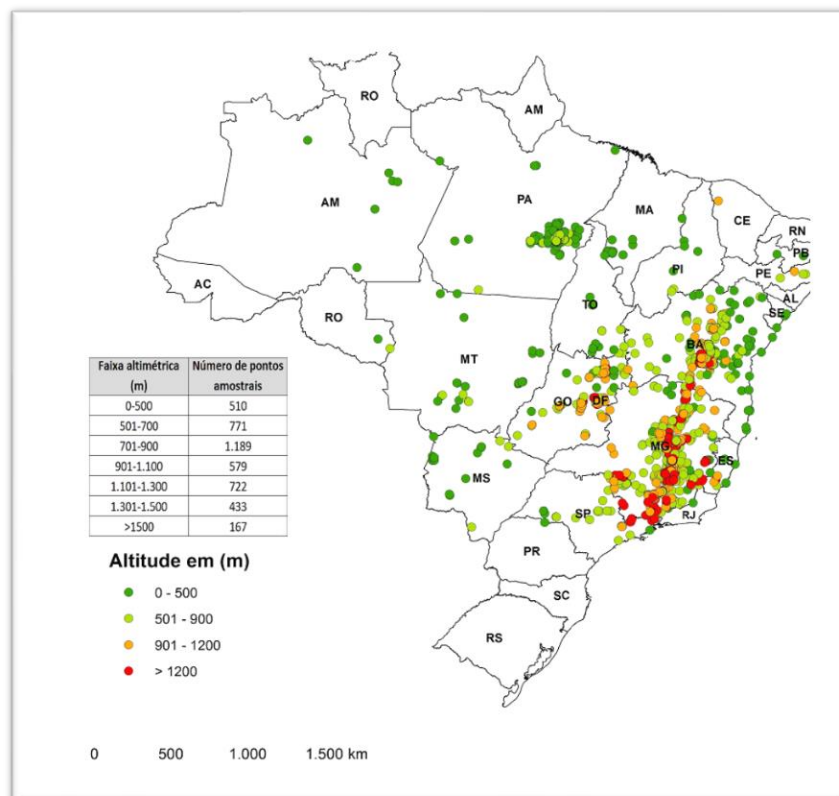 RO
AM
AM
PA
MA
CE
RN
PB
PI
PE
AL
SE
AC
RO
TO
BA
MT
GO
DF
MG
ES
MS
SP
RJ
PR
SC
RS
Faixa altimétrica (m) Número de pontos amostrais
0-500 510
501-700 771
701-900 1.189
901-1.100 579
1.101-1.300 722
1.301-1.500 433
>1500 167
Altitude em (m)
0 - 500
501 - 900
901 - 1200
> 1200
0 500 1.000 1.500 km